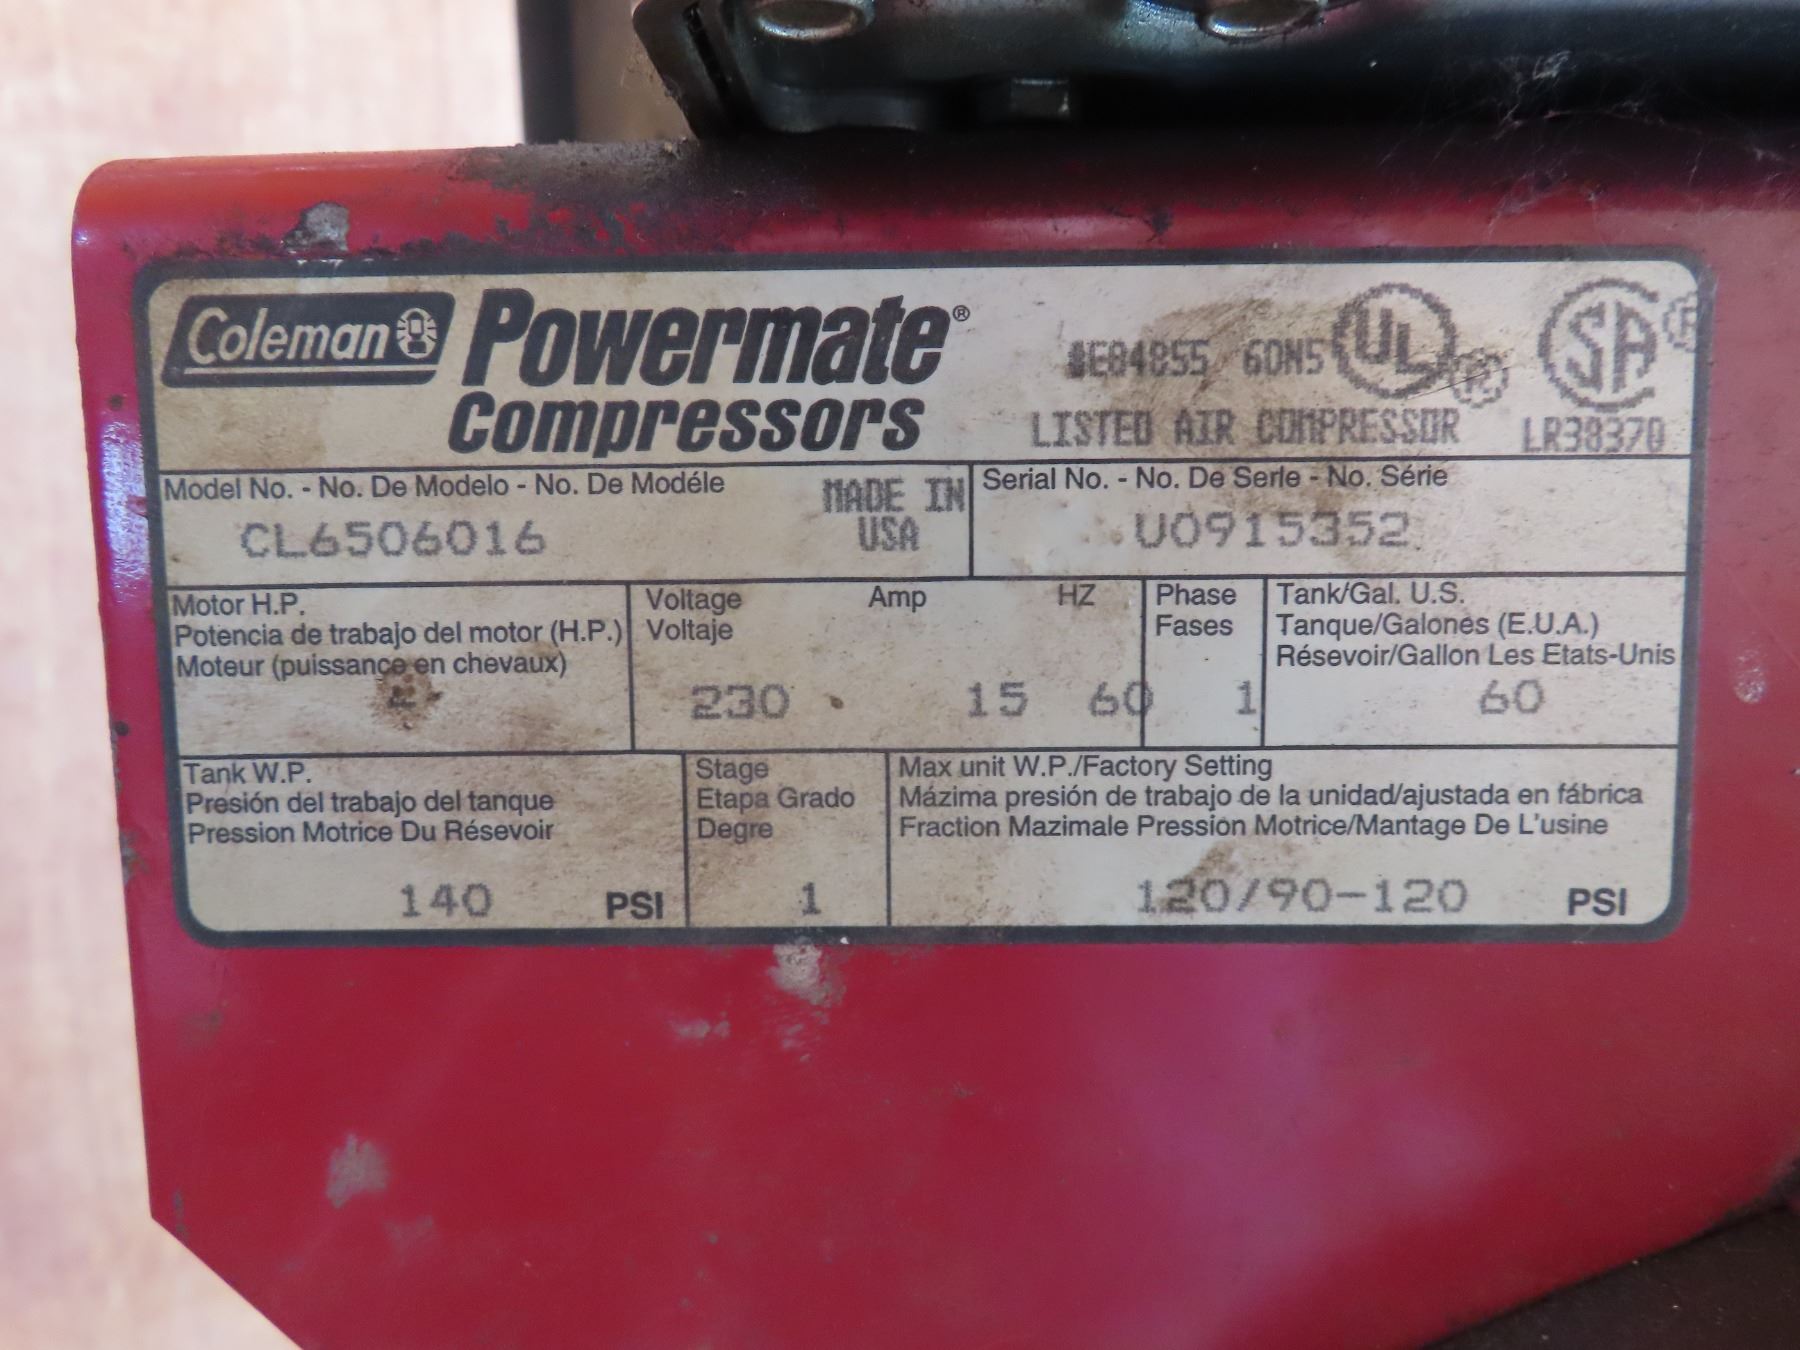 Coleman Powermate®
Compressors
#E84855 60M5 UL ®
LISTED AIR COMPRESSOR
SA ®
LR38370
Model No. - No. De Modelo - No. De Modéle
MADE IN
USA
CL6506016
Serial No. - No. De Serie - No. Série
U0915352
Motor H.P.
Potencia de trabajo del motor (H.P.)
Moteur (puissance en chevaux)
Voltage Amp HZ
Voltaje
230 15 60
Phase
Fases
1
Tank/Gal. U.S.
Tanque/Galones (E.U.A.)
Résevoir/Gallon Les Etats-Unis
60
Tank W.P.
Presión del trabajo del tanque
Pression Motrice Du Résevoir
140 PSI
Stage
Etapa Grado
Degre
1
Max unit W.P./Factory Setting
Mázima presión de trabajo de la unidad/ajustada en fábrica
Fraction Mazimale Pression Motrice/Mantage De L'usine
120/90-120 PSI